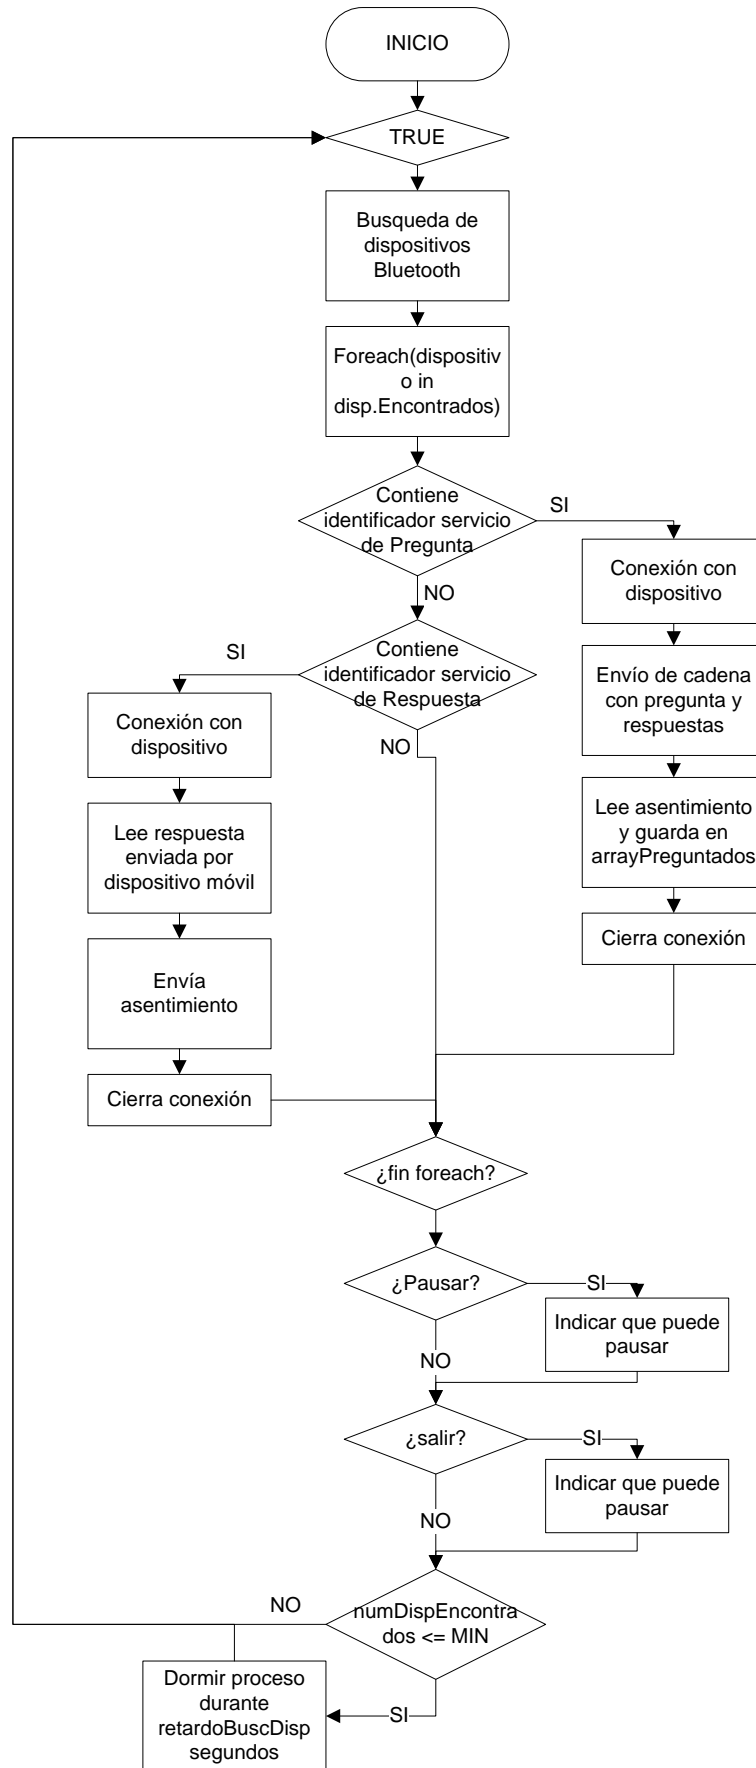 INICIO
TRUE
Busqueda de
dispositivos
Bluetooth
Foreach(dispositiv
o in
disp.Encontrados)
Contiene
identificador servicio
de Pregunta
SI
NO
Conexión con
dispositivo
Envío de cadena
con pregunta y
respuestas
Lee asentimiento
y guarda en
arrayPreguntados
Cierra conexión
Contiene
identificador servicio
de Respuesta
SI
NO
Conexión con
dispositivo
Lee respuesta
enviada por
dispositivo móvil
Envía
asentimiento
Cierra conexión
¿fin foreach?
¿Pausar?
SI
Indicar que puede
pausar
NO
¿salir?
SI
Indicar que puede
pausar
NO
numDispEncontra
dos <= MIN
NO
SI
Dormir proceso
durante
retardoBuscDisp
segundos